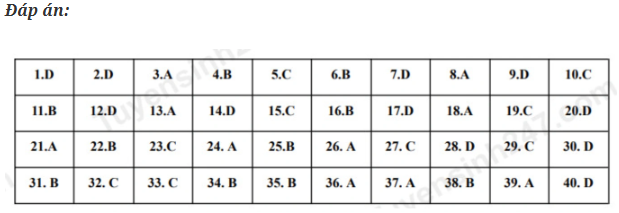 Đáp án:
1.D 2.D 3.A 4.B 5.C 6.B 7.D 8.A 9.D 10.C
11.B 12.D 13.A 14.D 15.C 16.B 17.D 18.A 19.C 20.D
21.A 22.B 23.C 24. A 25.B 26. A 27. C 28. D 29. C 30. D
31. B 32. C 33. C 34. B 35. B 36. A 37. A 38. B 39. A 40. D
Tuyensinh247.com